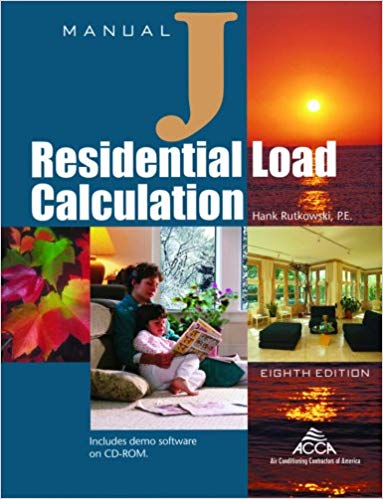 MANUAL
J
Residential Load
Calculation
Hank Rutkowski, P.E.
EIGHTH EDITION
Includes demo software
on CD-ROM.
ACCA
Air Conditioning Contractors of America